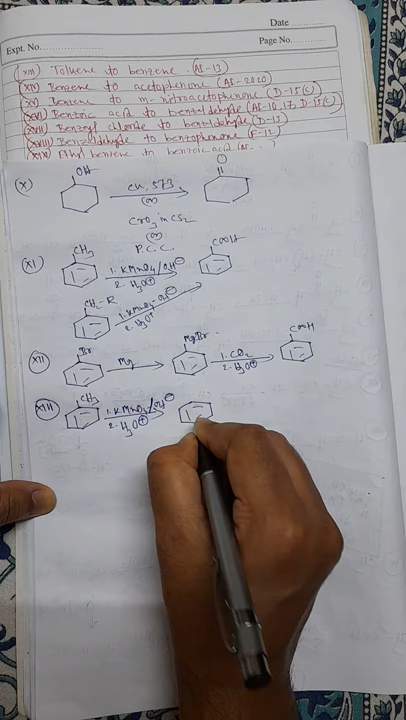 Date ............
Expt. No. ............
Page No. ............
(XIII) Toluene to benzene. (AI-13)
(XIV) Benzene to acetophenone (AI-2010)
(XV) Benzene to m-nitroacetophenone (D-15(C))
(XVI) Benzoic acid to benzaldehyde (AI-10,17, D-15(C))
(XVII) Benzoyl chloride to benzaldehyde (D-12)
(XVIII) Benzaldehyde to benzophenone (F-12)
(XIX) Ethyl benzene to benzoic acid
(X) OH Cu, 573 O
(or)
CrO3 in CS2
(or)
P.C.C.
(XI) CH3 1. KMnO4/OH⊖ 2. H3O⊕ COOH
CH2-R 1. KMnO4-OH⊖ 2. H3O⊕
(XII) Br Mg MgBr 1. CO2 2. H3O⊕ COOH
(XIII) CH3 1. KMnO4/OH⊖ 2. H3O⊕